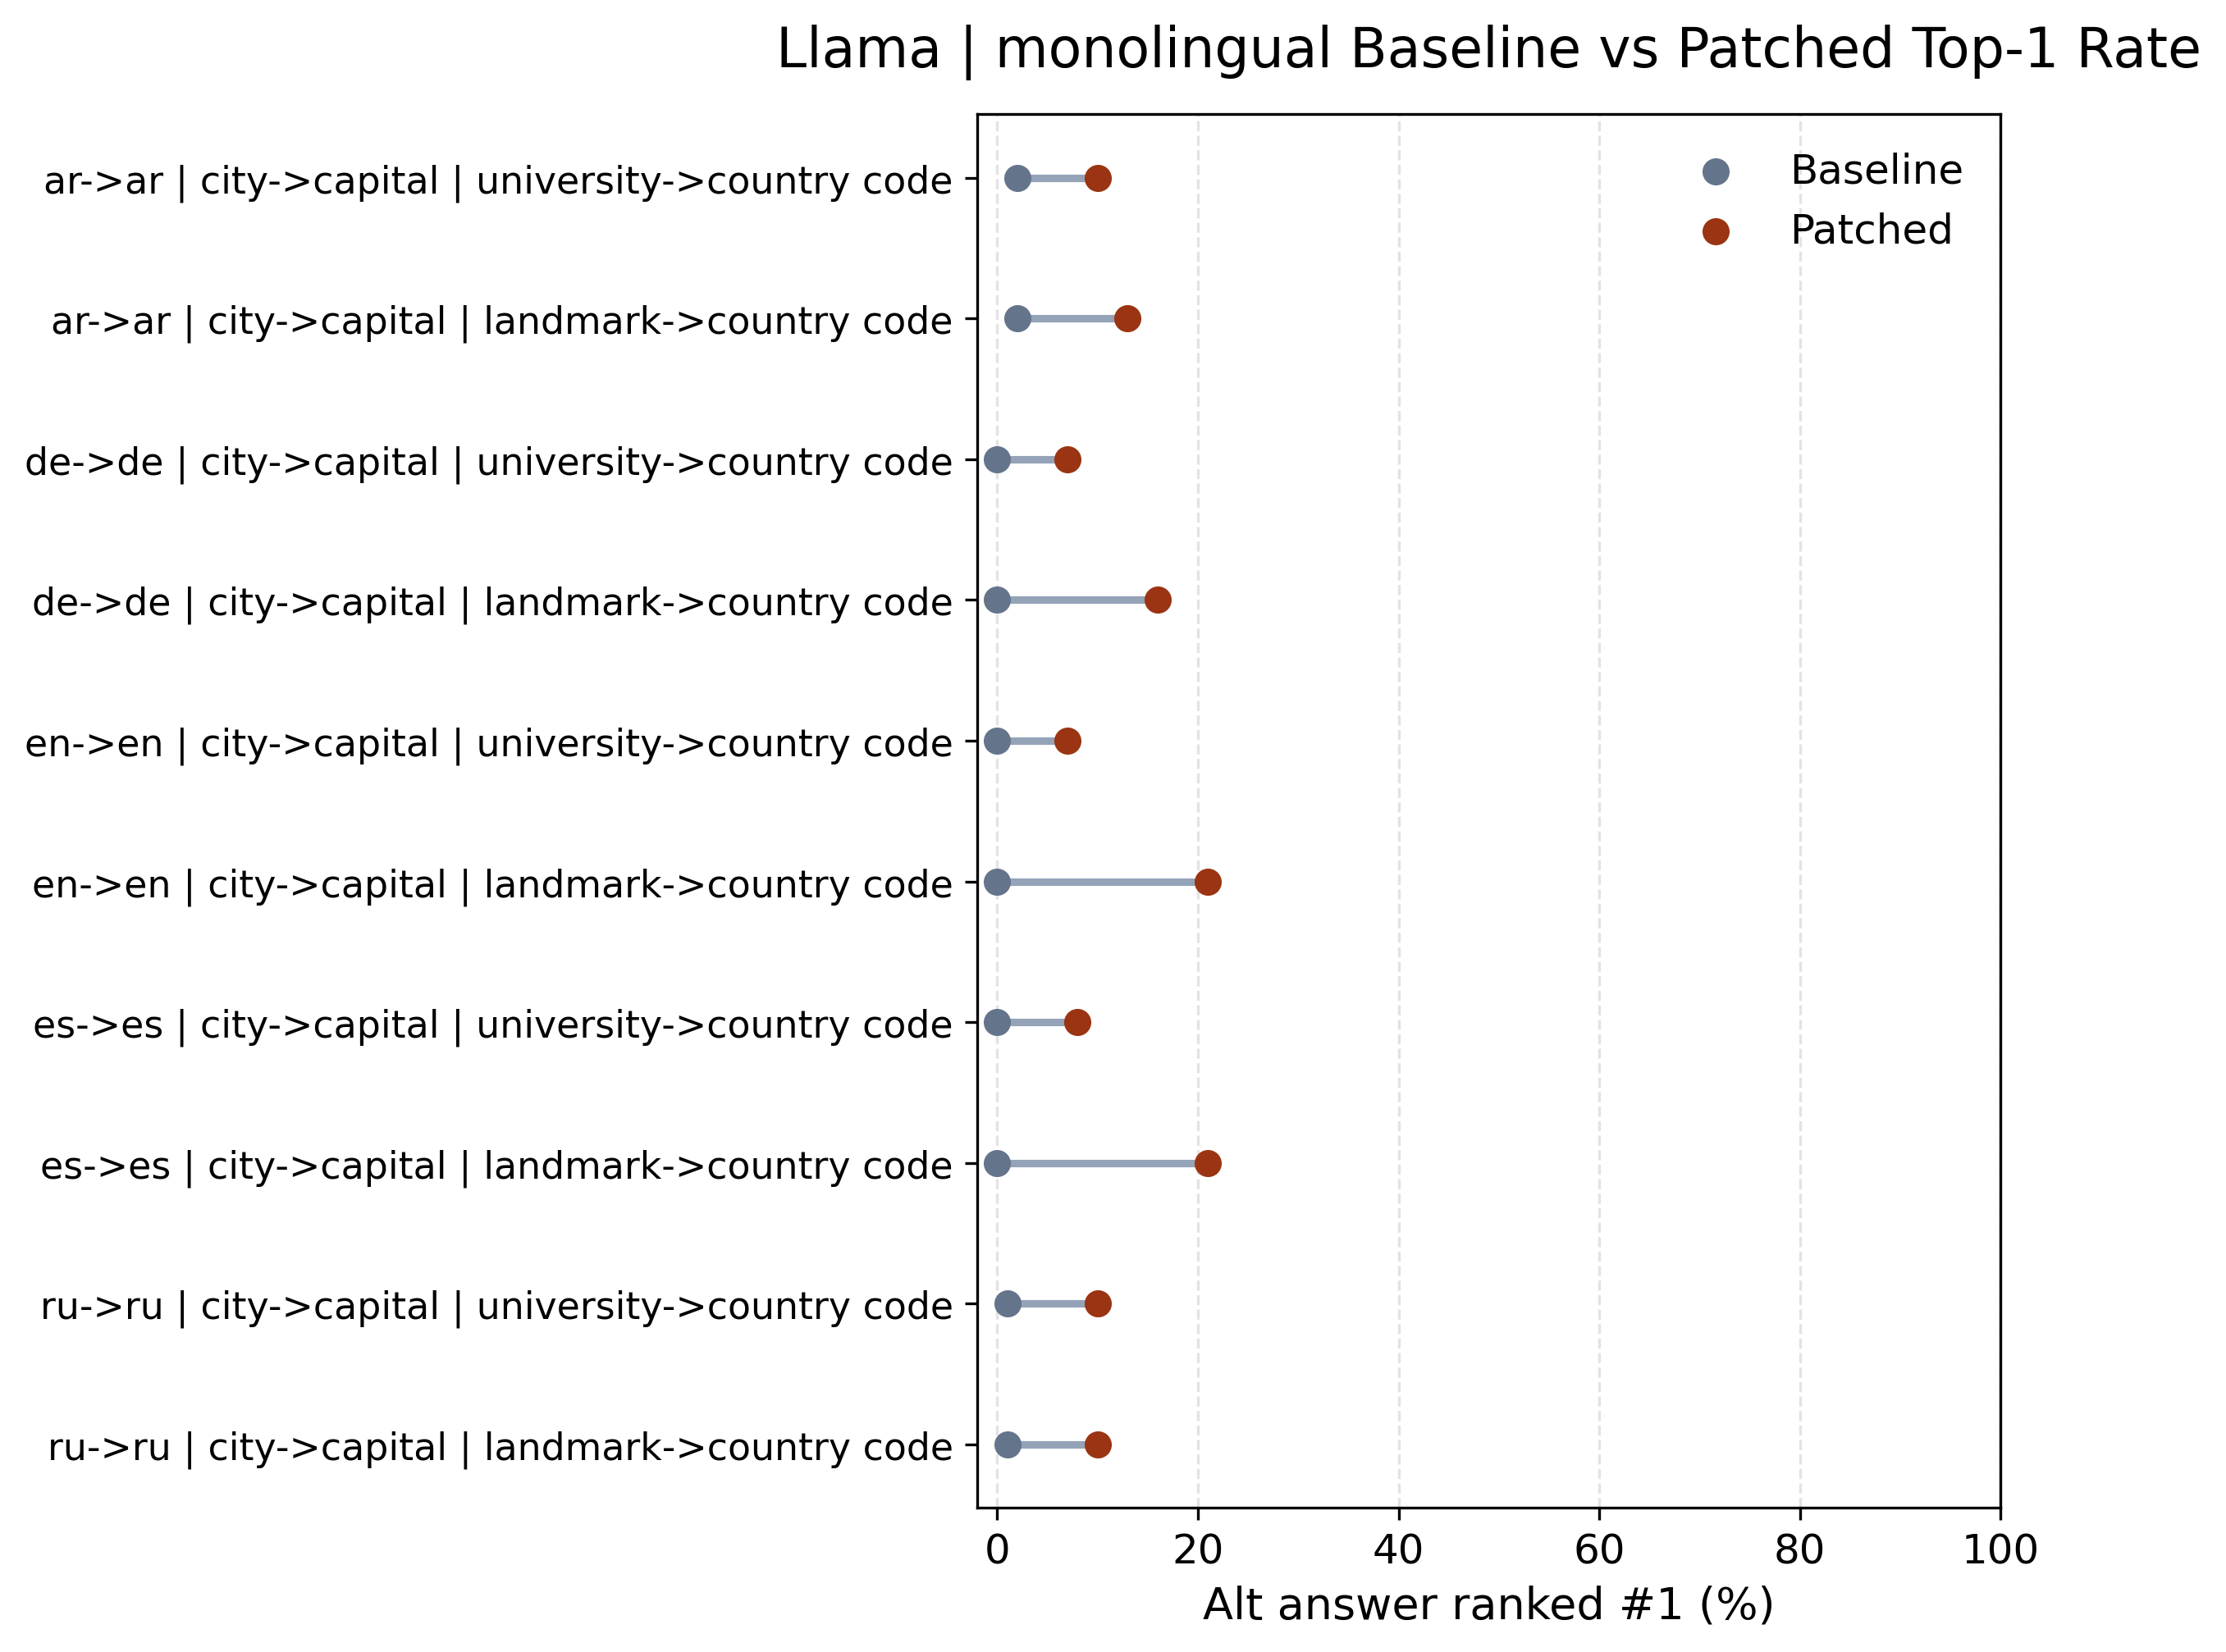 Llama | monolingual Baseline vs Patched Top-1 Rate
Baseline
Patched
ar->ar | city->capital | university->country code
ar->ar | city->capital | landmark->country code
de->de | city->capital | university->country code
de->de | city->capital | landmark->country code
en->en | city->capital | university->country code
en->en | city->capital | landmark->country code
es->es | city->capital | university->country code
es->es | city->capital | landmark->country code
ru->ru | city->capital | university->country code
ru->ru | city->capital | landmark->country code
0 20 40 60 80 100
Alt answer ranked #1 (%)